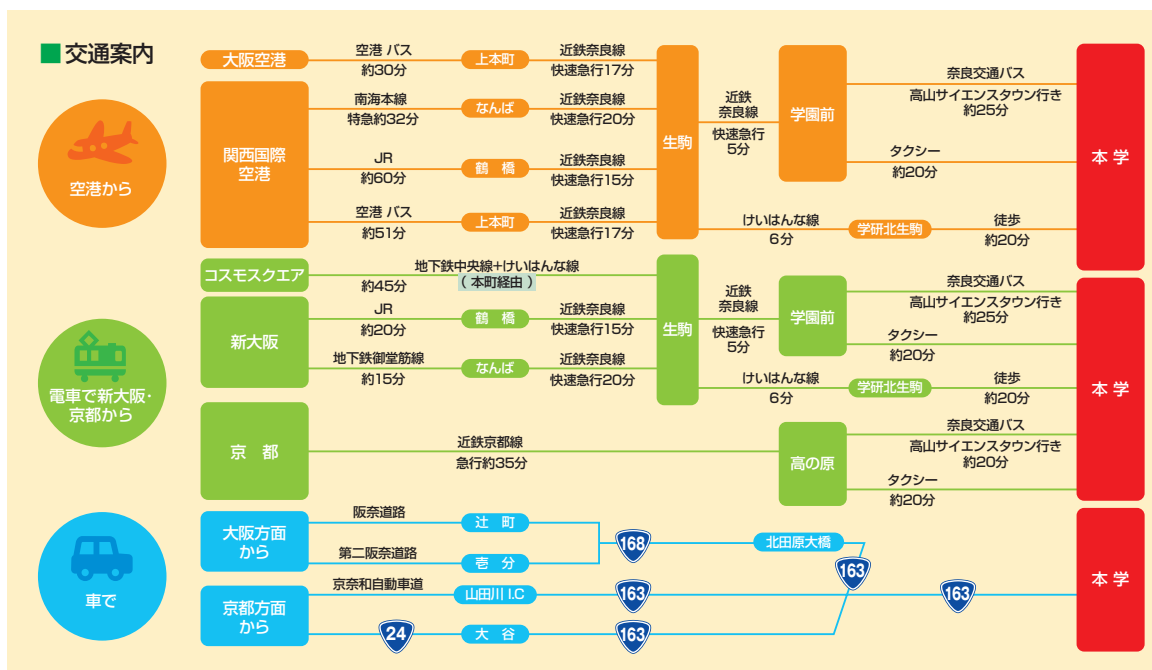 ■交通案内
空港から
大阪空港
空港 バス
約30分
上本町
近鉄奈良線
快速急行17分
関西国際
空港
南海本線
特急約32分
なんば
近鉄奈良線
快速急行20分
JR
約60分
鶴 橋
近鉄奈良線
快速急行15分
空港 バス
約51分
上本町
近鉄奈良線
快速急行17分
生駒
近鉄
奈良線
快速急行
5分
学園前
奈良交通バス
高山サイエンスタウン行き
約25分
タクシー
約20分
けいはんな線
6分
学研北生駒
徒歩
約20分
本 学
電車で新大阪・
京都から
コスモスクエア
地下鉄中央線+けいはんな線
約45分
( 本町経由 )
新大阪
JR
約20分
鶴 橋
近鉄奈良線
快速急行15分
地下鉄御堂筋線
約15分
なんば
近鉄奈良線
快速急行20分
生駒
近鉄
奈良線
快速急行
5分
学園前
奈良交通バス
高山サイエンスタウン行き
約25分
タクシー
約20分
けいはんな線
6分
学研北生駒
徒歩
約20分
京 都
近鉄京都線
急行約35分
高の原
奈良交通バス
高山サイエンスタウン行き
約20分
タクシー
約20分
本 学
車で
大阪方面
から
阪奈道路
辻 町
第二阪奈道路
壱 分
168
北田原大橋
163
京都方面
から
京奈和自動車道
山田川 I.C
163
24
大 谷
163
163
本 学